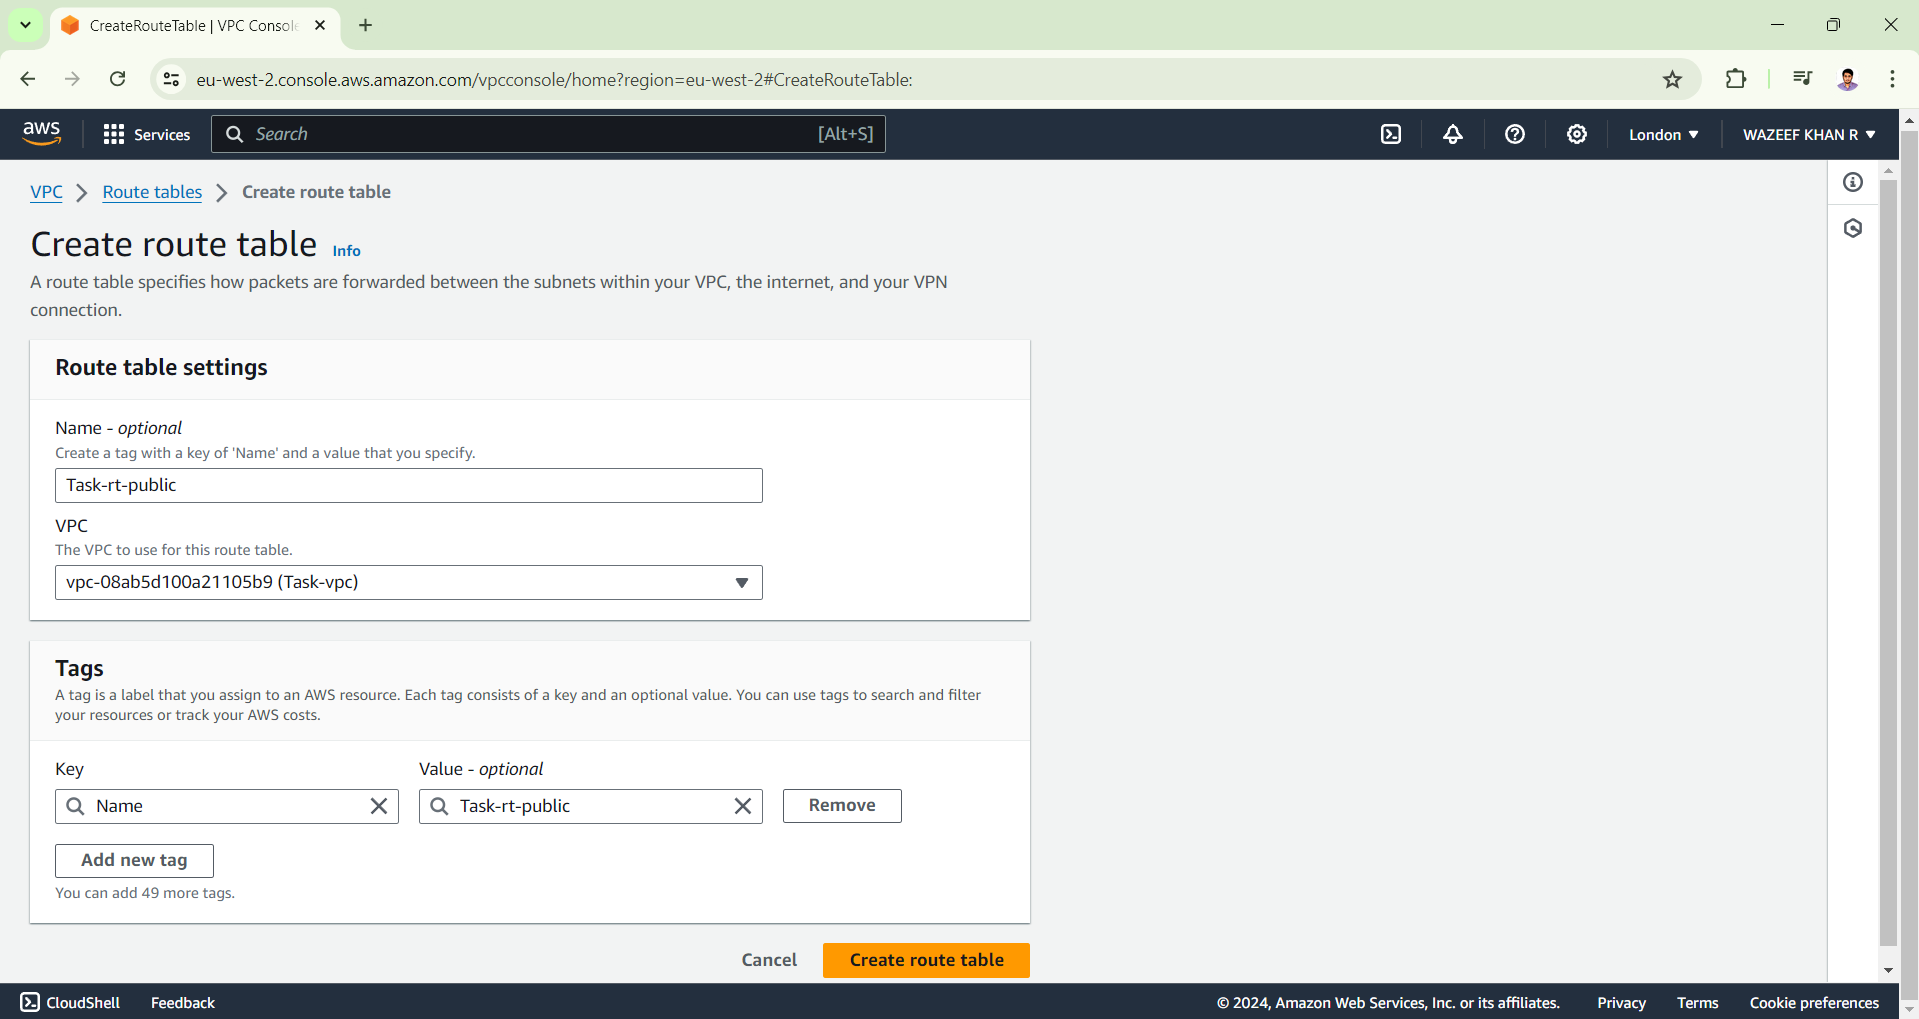 CreateRouteTable | VPC Console
eu-west-2.console.aws.amazon.com/vpcconsole/home?region=eu-west-2#CreateRouteTable:
aws
Services
Search
[Alt+S]
London
WAZEEF KHAN R
VPC
Route tables
Create route table
Create route table Info
A route table specifies how packets are forwarded between the subnets within your VPC, the internet, and your VPN
connection.
Route table settings
Name - optional
Create a tag with a key of 'Name' and a value that you specify.
Task-rt-public
VPC
The VPC to use for this route table.
vpc-08ab5d100a21105b9 (Task-vpc)
Tags
A tag is a label that you assign to an AWS resource. Each tag consists of a key and an optional value. You can use tags to search and filter
your resources or track your AWS costs.
Key
Value - optional
Name
Task-rt-public
Remove
Add new tag
You can add 49 more tags.
Cancel
Create route table
CloudShell
Feedback
© 2024, Amazon Web Services, Inc. or its affiliates.
Privacy
Terms
Cookie preferences